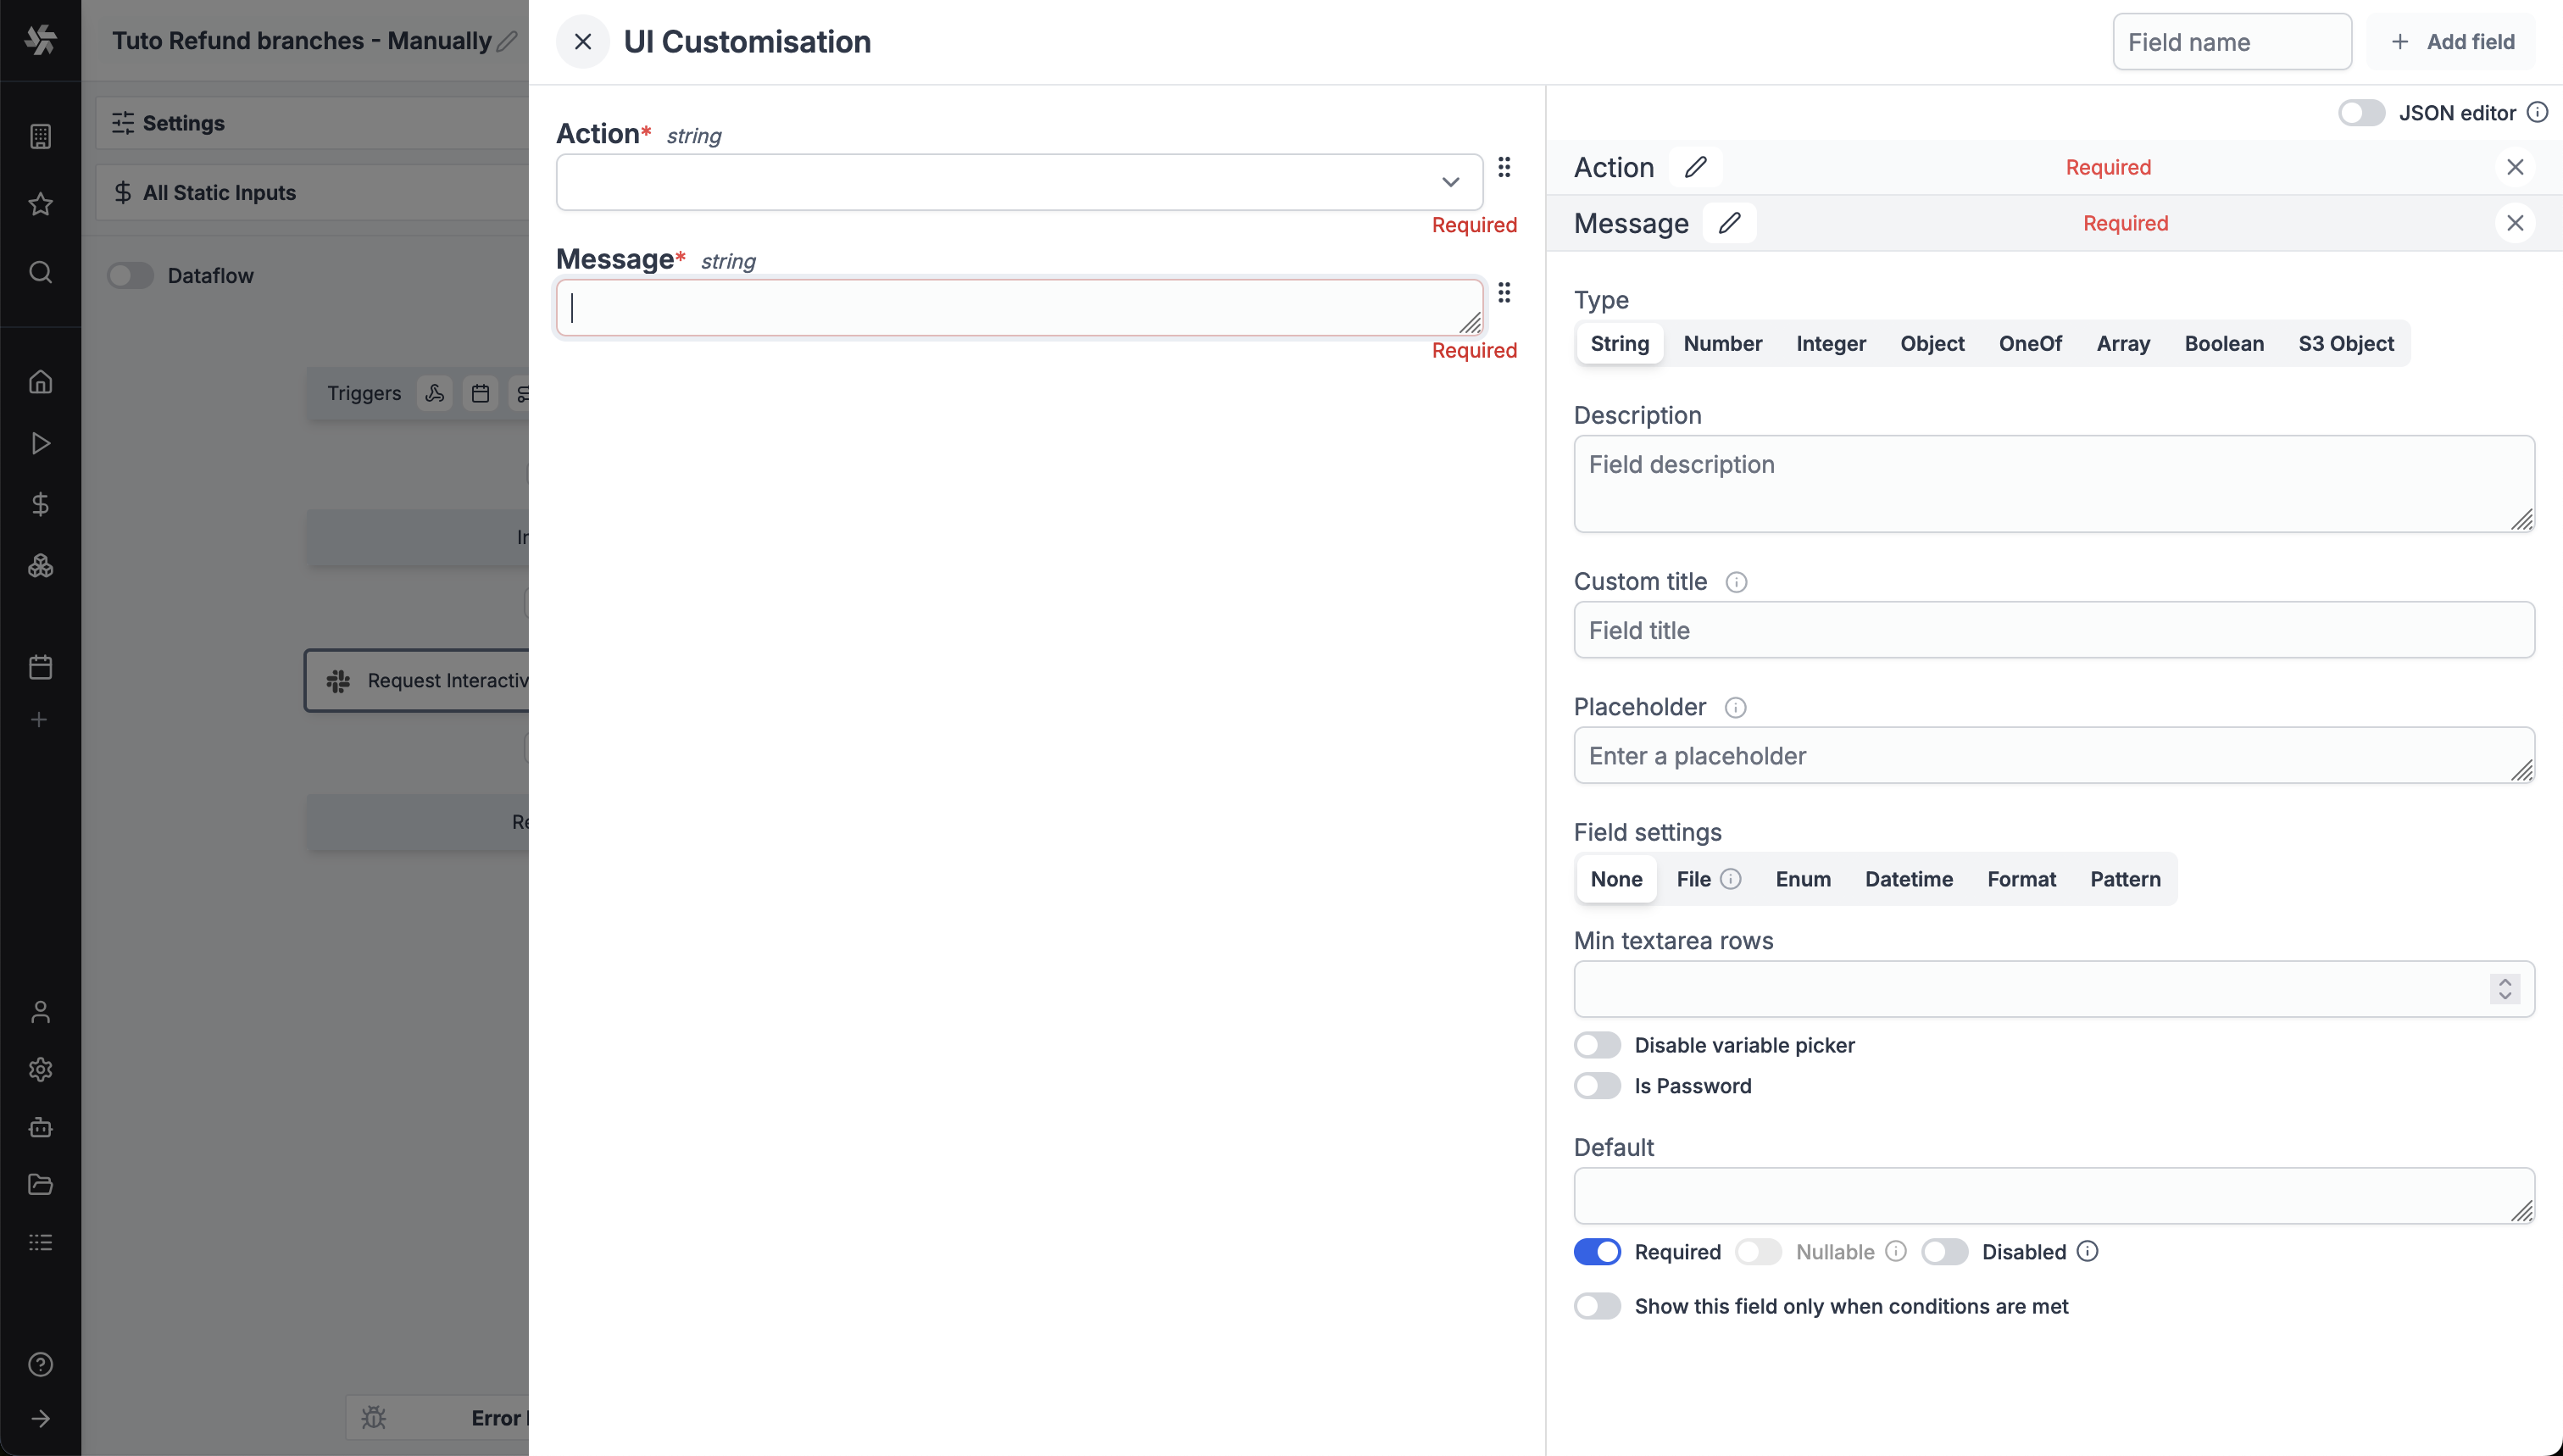 Tuto Refund branches - Manually
Settings
All Static Inputs
Dataflow
Triggers
Request Interactiv
Error
UI Customisation
Field name
Add field
Action* string
Required
Message* string
Required
JSON editor
Action
Required
Message
Required
Type
String Number Integer Object OneOf Array Boolean S3 Object
Description
Field description
Custom title
Field title
Placeholder
Enter a placeholder
Field settings
None File Enum Datetime Format Pattern
Min textarea rows
Disable variable picker
Is Password
Default
Required Nullable Disabled
Show this field only when conditions are met